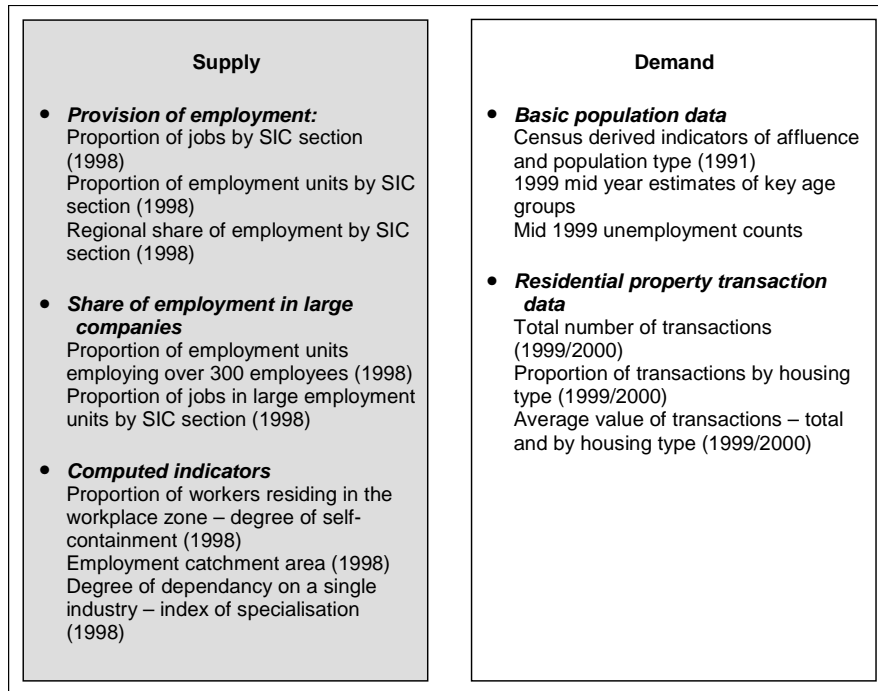 Supply
• Provision of employment:
Proportion of jobs by SIC section
(1998)
Proportion of employment units by SIC
section (1998)
Regional share of employment by SIC
section (1998)
• Share of employment in large
companies
Proportion of employment units
employing over 300 employees (1998)
Proportion of jobs in large employment
units by SIC section (1998)
• Computed indicators
Proportion of workers residing in the
workplace zone – degree of self-
containment (1998)
Employment catchment area (1998)
Degree of dependancy on a single
industry – index of specialisation
(1998)
Demand
• Basic population data
Census derived indicators of affluence
and population type (1991)
1999 mid year estimates of key age
groups
Mid 1999 unemployment counts
• Residential property transaction
data
Total number of transactions
(1999/2000)
Proportion of transactions by housing
type (1999/2000)
Average value of transactions – total
and by housing type (1999/2000)